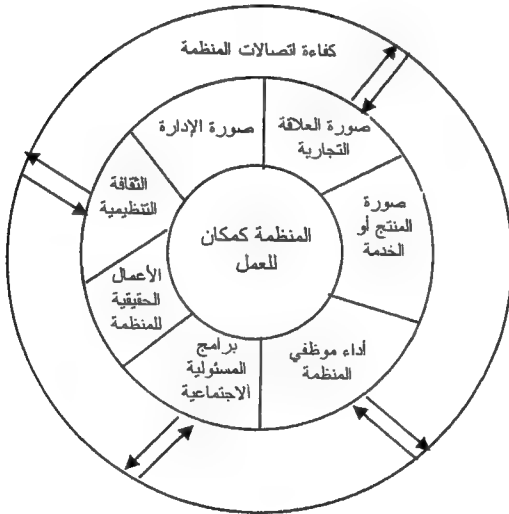 كفاءة اتصالات المنظمة
صورة العلاقة
التجارية
صورة الإدارة
صورة
المنتج أو
الخدمة
الثقافة
التنظيمية
المنظمة كمكان
للعمل
الأعمال
الحقيقية
للمنظمة
برامج
المسئولية
الاجتماعية
أداء موظفي
المنظمة